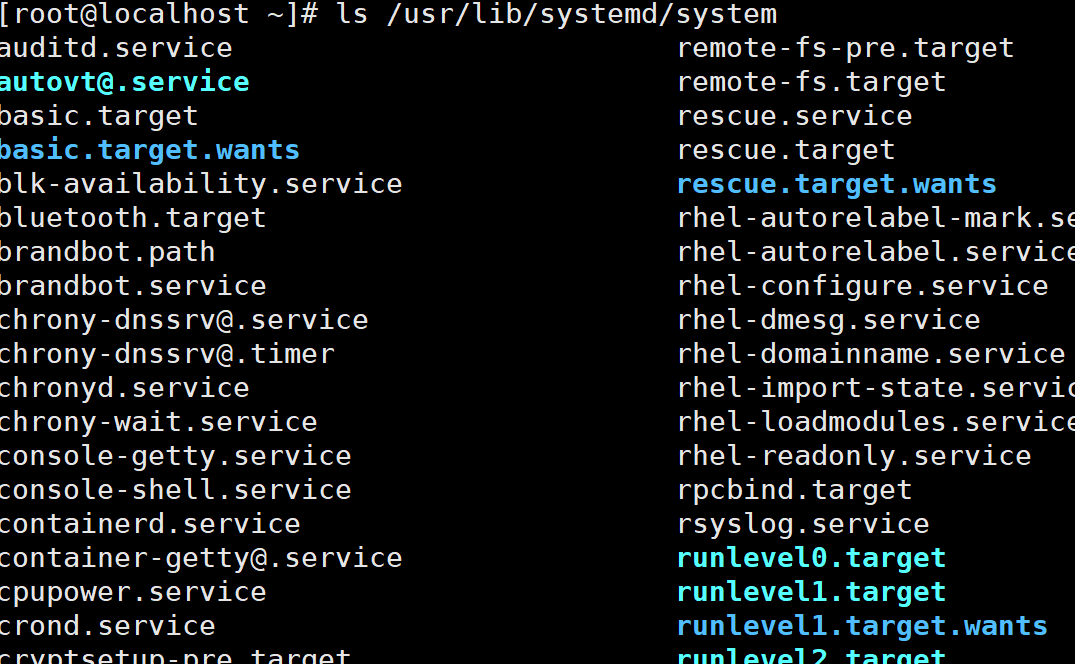 [root@localhost ~]# ls /usr/lib/systemd/system
auditd.service remote-fs-pre.target
autovt@.service remote-fs.target
basic.target rescue.service
basic.target.wants rescue.target
blk-availability.service rescue.target.wants
bluetooth.target rhel-autorelabel-mark.se
brandbot.path rhel-autorelabel.service
brandbot.service rhel-configure.service
chrony-dnssrv@.service rhel-dmesg.service
chrony-dnssrv@.timer rhel-domainname.service
chronyd.service rhel-import-state.servic
chrony-wait.service rhel-loadmodules.service
console-getty.service rhel-readonly.service
console-shell.service rpcbind.target
containerd.service rsyslog.service
container-getty@.service runlevel0.target
cpupower.service runlevel1.target
crond.service runlevel1.target.wants
cryptsetup-pre.target runlevel2.target